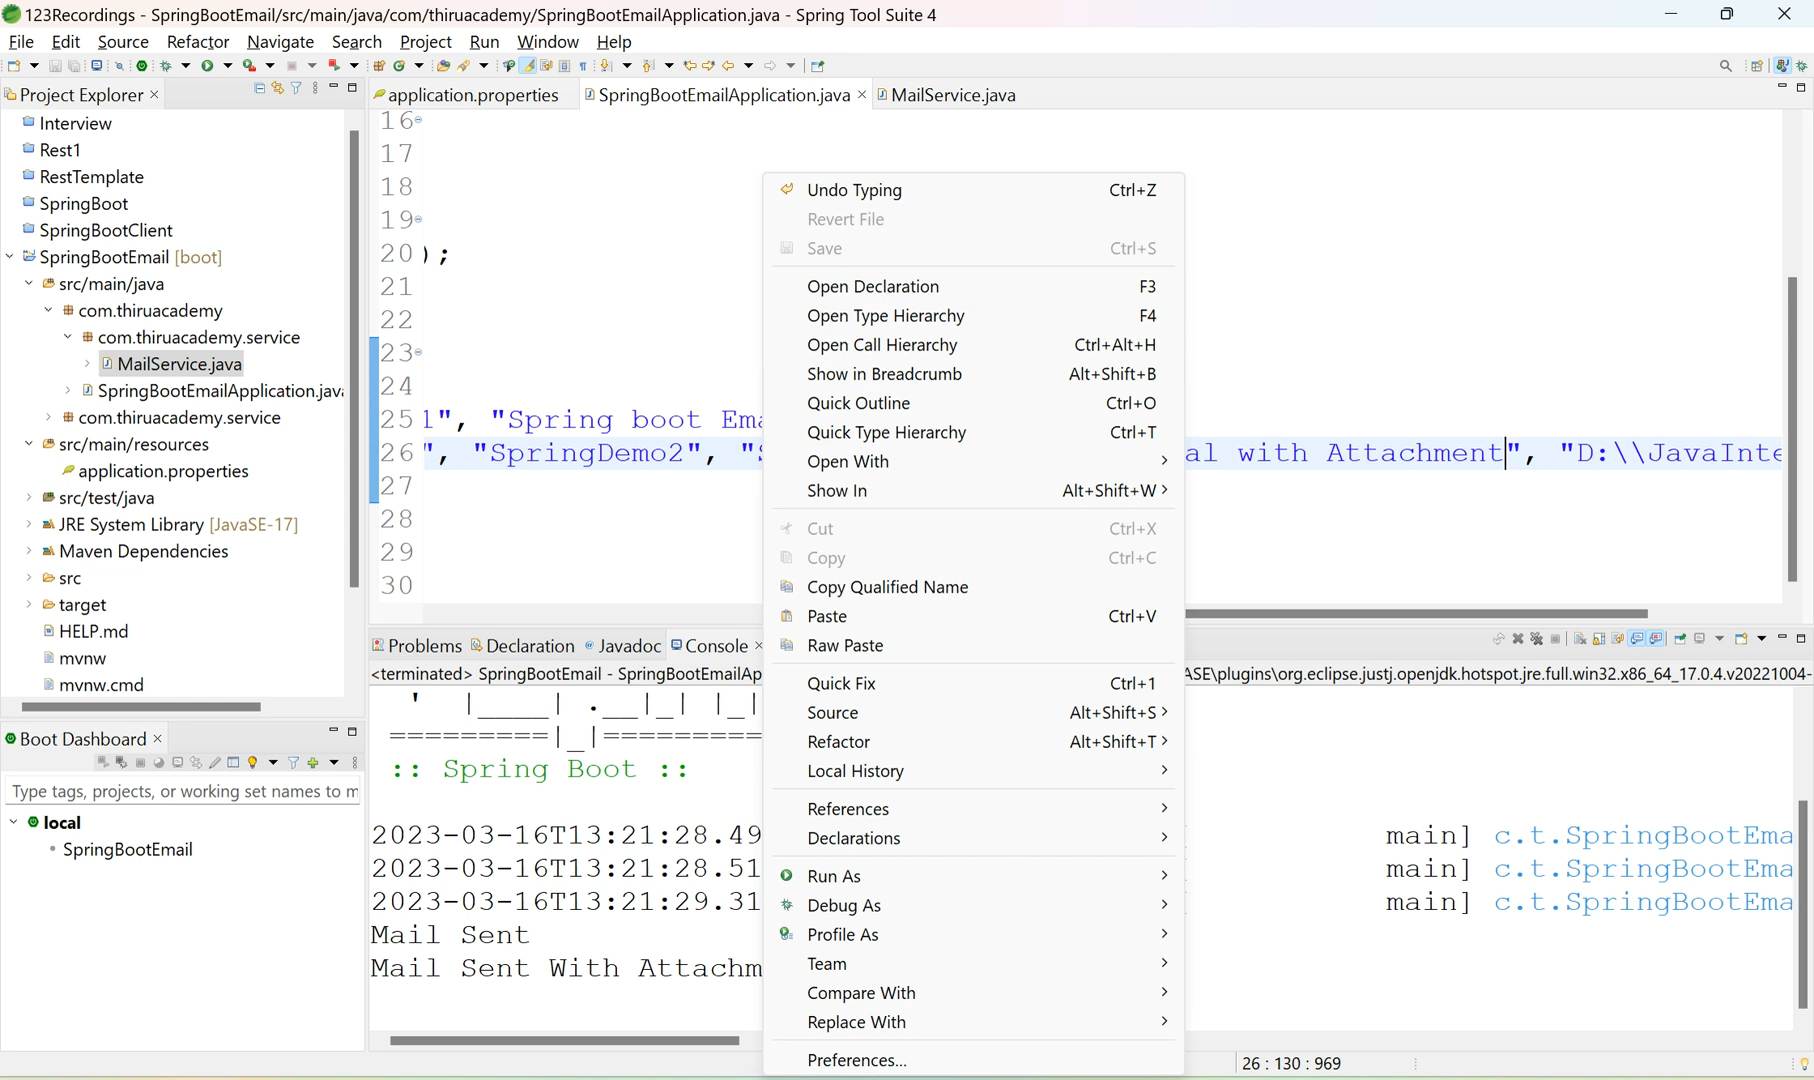 123Recordings - SpringBootEmail/src/main/java/com/thiruacademy/SpringBootEmailApplication.java - Spring Tool Suite 4
File Edit Source Refactor Navigate Search Project Run Window Help
Project Explorer
Interview
Rest1
RestTemplate
SpringBoot
SpringBootClient
SpringBootEmail [boot]
src/main/java
com.thiruacademy
com.thiruacademy.service
MailService.java
SpringBootEmailApplication.jav
com.thiruacademy.service
src/main/resources
application.properties
src/test/java
JRE System Library [JavaSE-17]
Maven Dependencies
src
target
HELP.md
mvnw
mvnw.cmd
Boot Dashboard
Type tags, projects, or working set names to m
local
SpringBootEmail
application.properties SpringBootEmailApplication.java MailService.java
16
17
18
19
20 );
21
22
23
24
25 1", "Spring boot Ema
26 ", "SpringDemo2", "S al with Attachment", "D:\\JavaInte
27
28
29
30
Undo Typing Ctrl+Z
Revert File
Save Ctrl+S
Open Declaration F3
Open Type Hierarchy F4
Open Call Hierarchy Ctrl+Alt+H
Show in Breadcrumb Alt+Shift+B
Quick Outline Ctrl+O
Quick Type Hierarchy Ctrl+T
Open With
Show In Alt+Shift+W
Cut Ctrl+X
Copy Ctrl+C
Copy Qualified Name
Paste Ctrl+V
Raw Paste
Quick Fix Ctrl+1
Source Alt+Shift+S
Refactor Alt+Shift+T
Local History
References
Declarations
Run As
Debug As
Profile As
Team
Compare With
Replace With
Preferences...
Problems Declaration Javadoc Console
<terminated> SpringBootEmail - SpringBootEmailAp ASE\plugins\org.eclipse.justj.openjdk.hotspot.jre.full.win32.x86_64_17.0.4.v20221004-
' |____| .__|_| |_|
=========|_|=========
:: Spring Boot ::
2023-03-16T13:21:28.49 main] c.t.SpringBootEma
2023-03-16T13:21:28.51 main] c.t.SpringBootEma
2023-03-16T13:21:29.31 main] c.t.SpringBootEma
Mail Sent
Mail Sent With Attachm
26 : 130 : 969